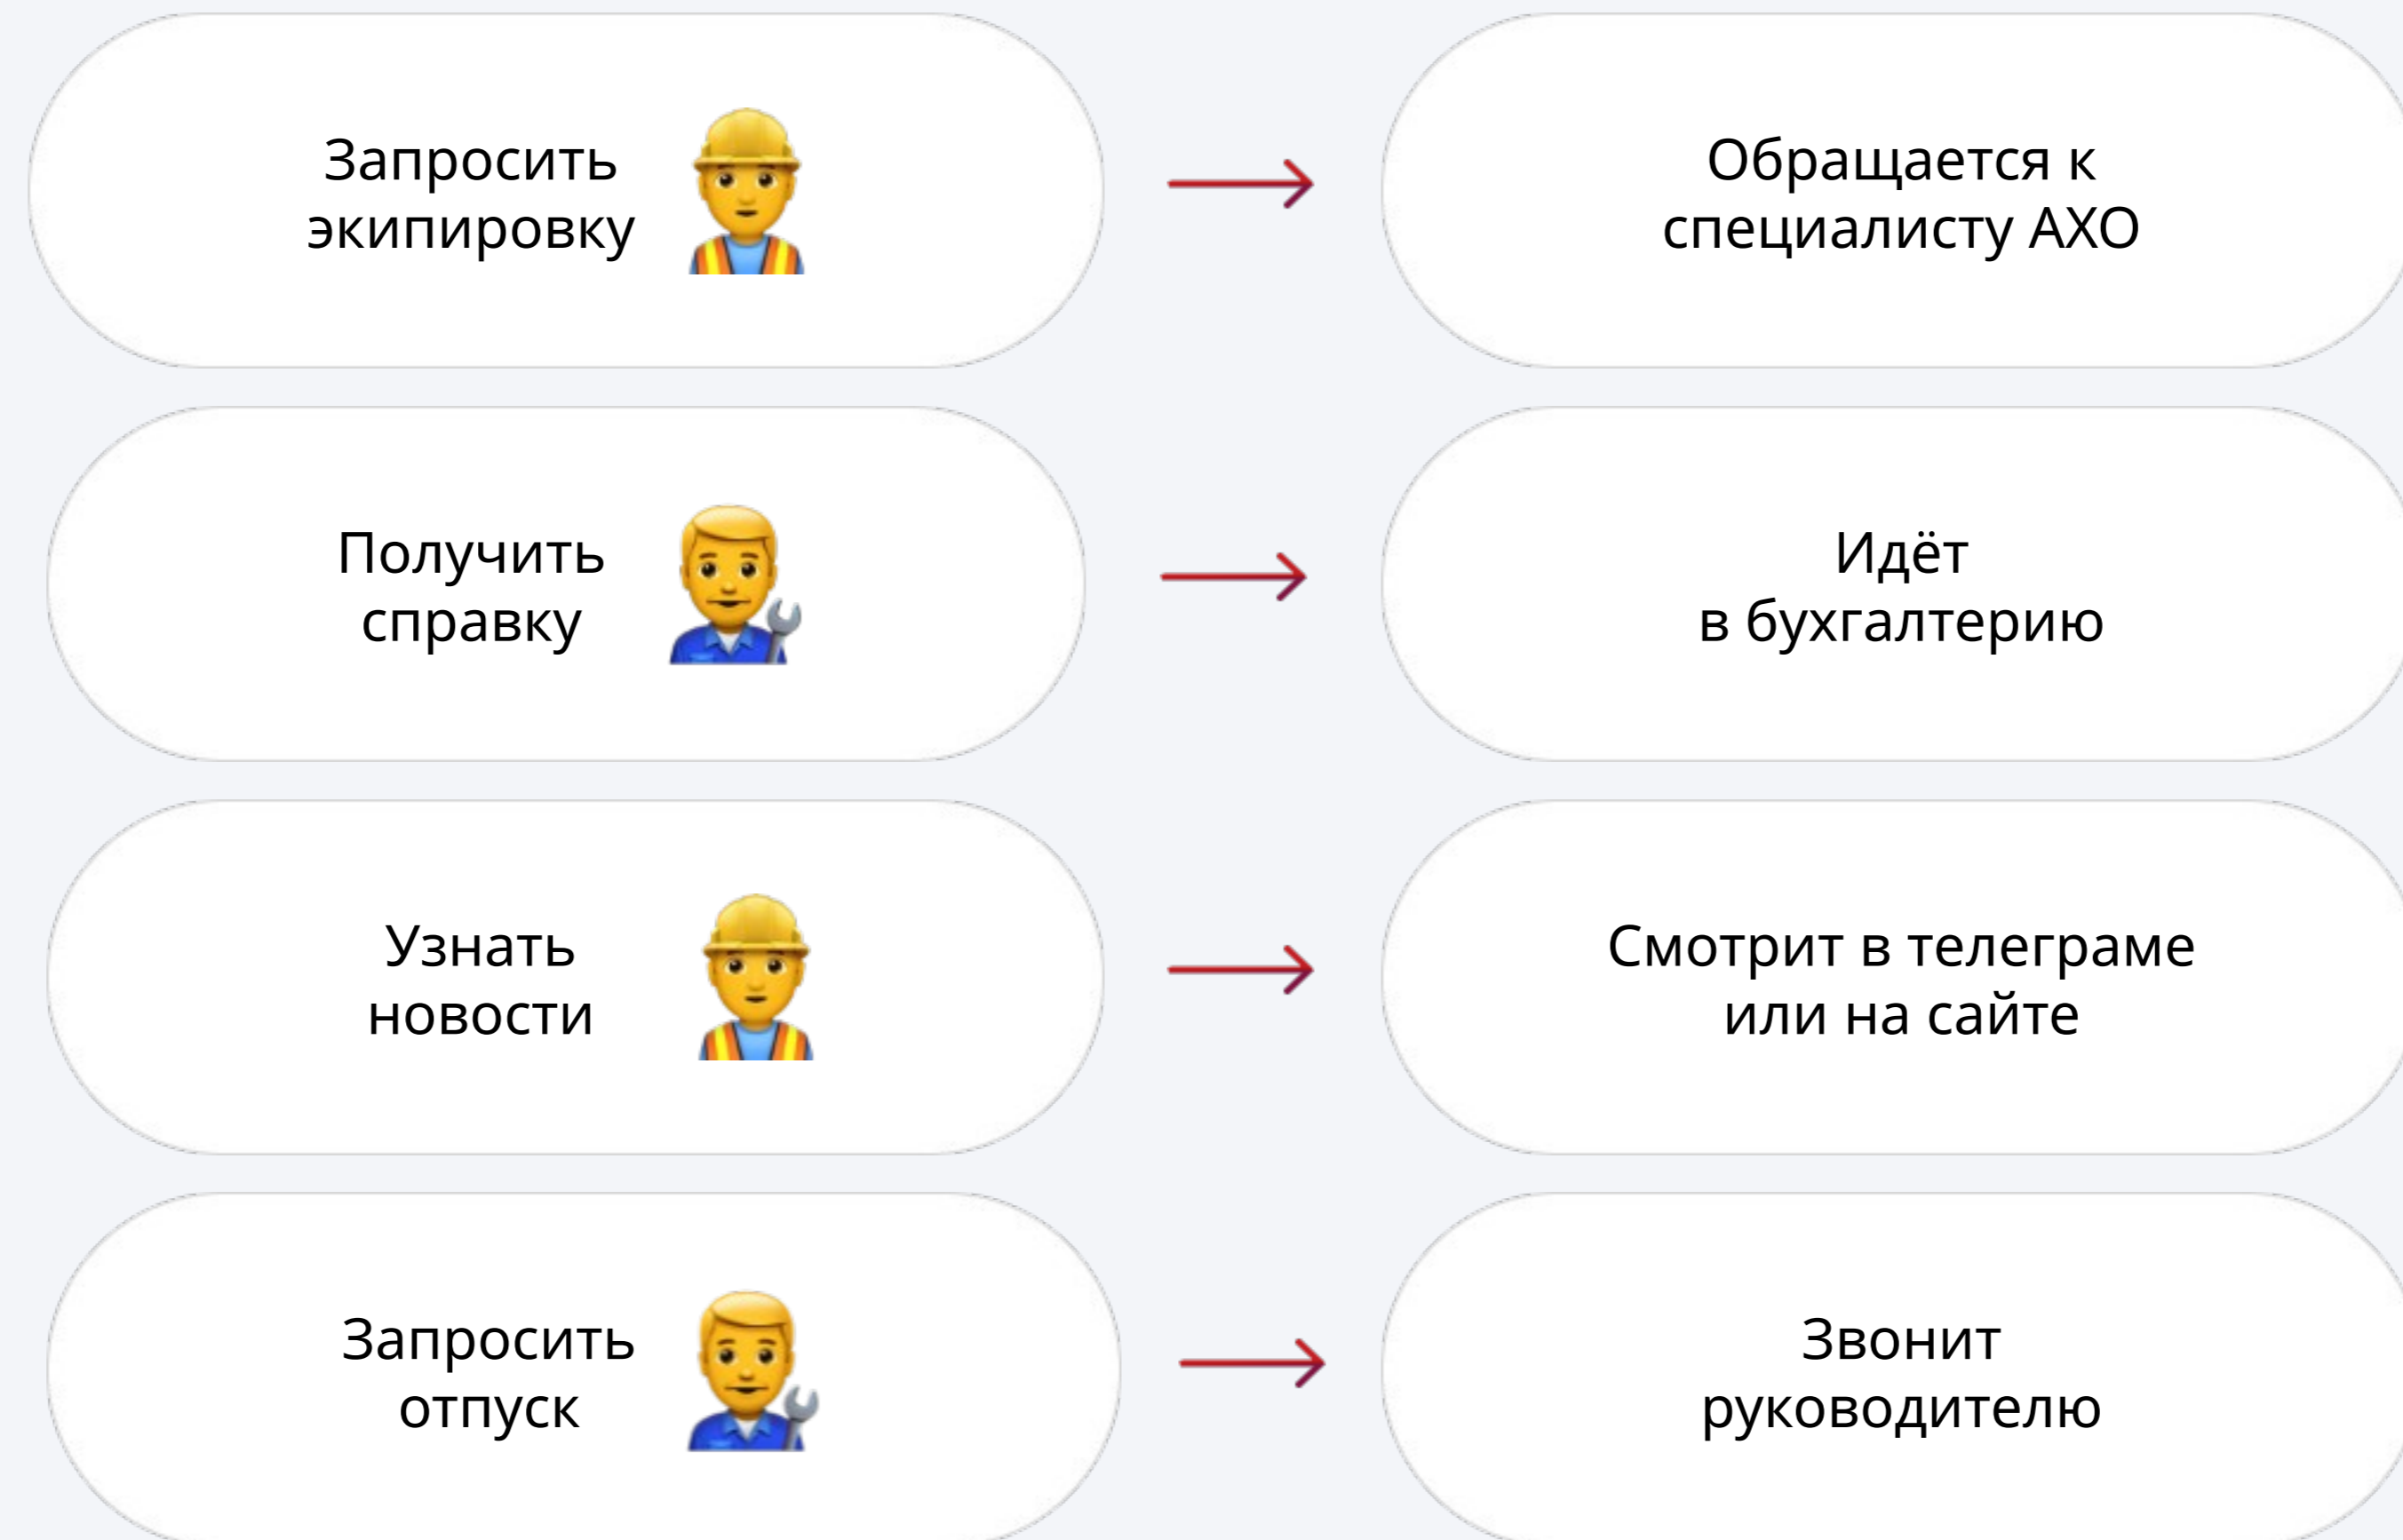 Запросить
экипировку
Обращается к
специалисту АХО
Получить
справку
Идёт
в бухгалтерию
Узнать
новости
Смотрит в телеграме
или на сайте
Запросить
отпуск
Звонит
руководителю